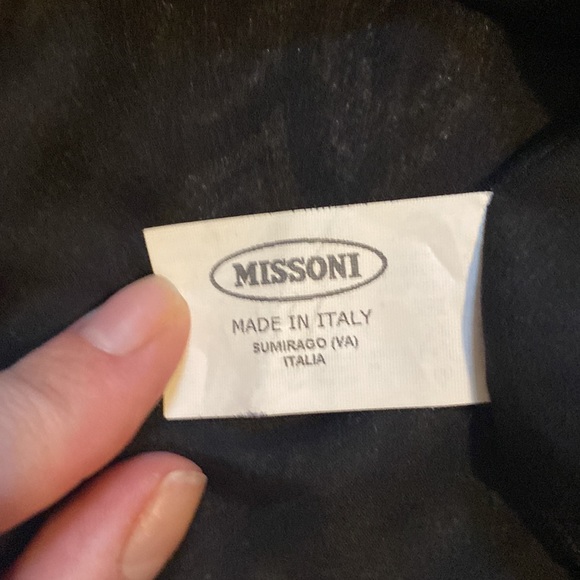 MISSONI
MADE IN ITALY
SUMIRAGO (VA)
ITALIA